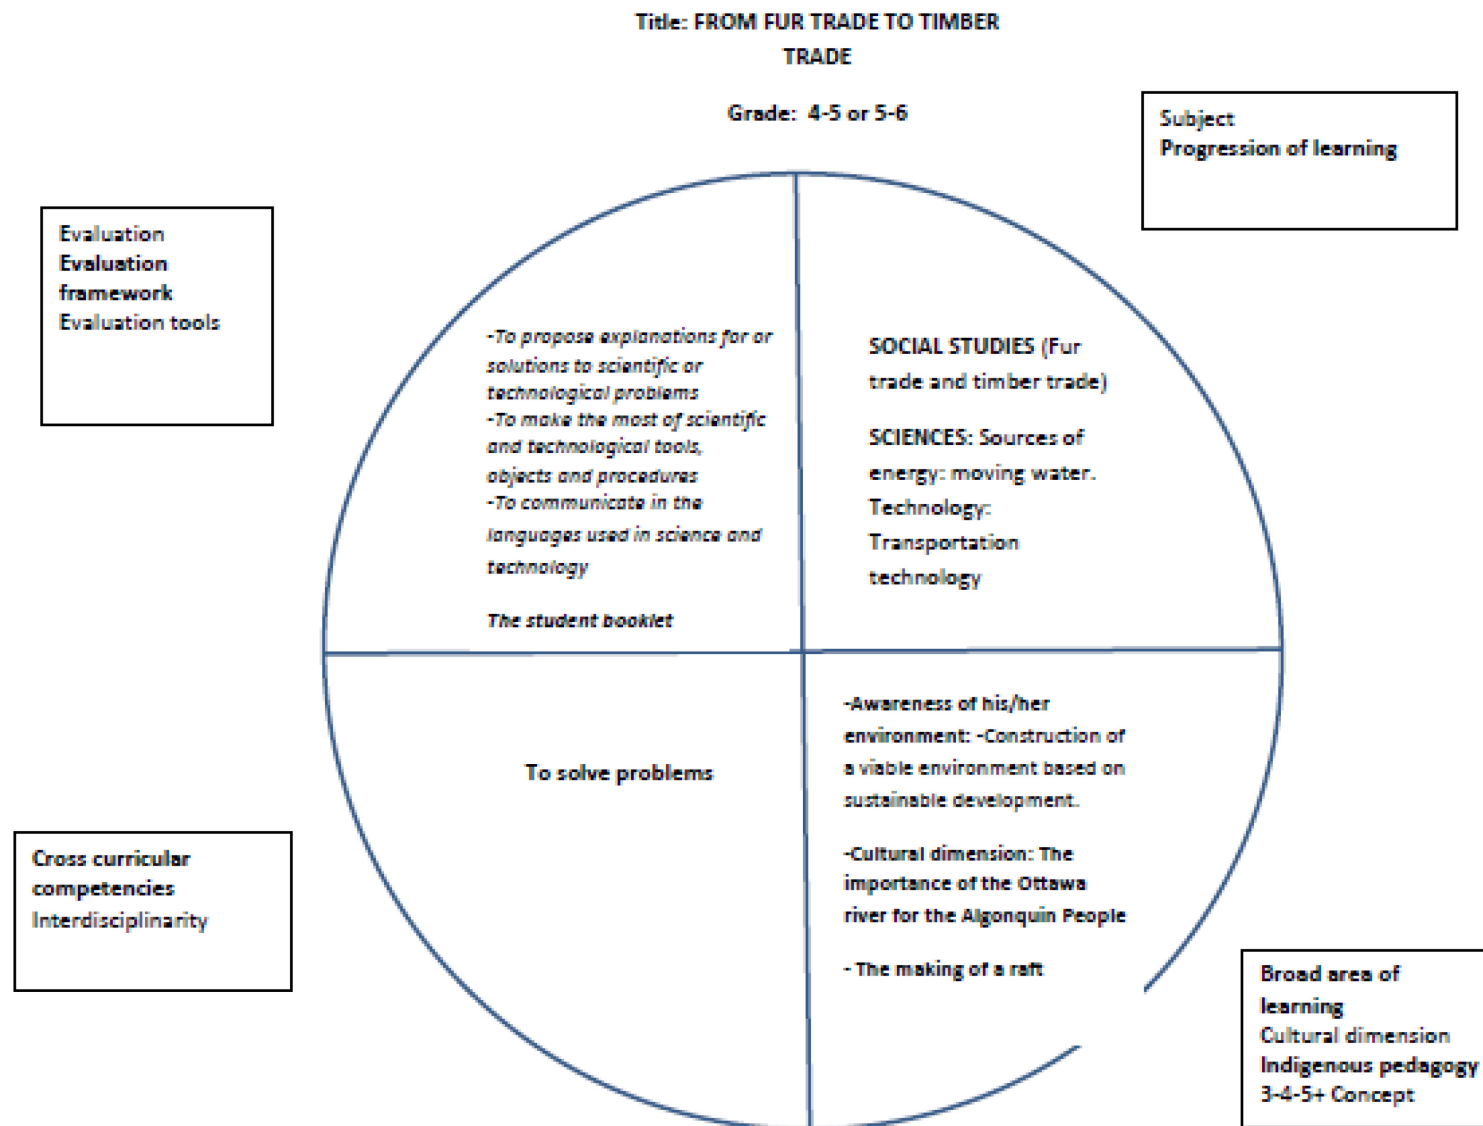 Title: FROM FUR TRADE TO TIMBER
TRADE
Grade: 4-5 or 5-6
Subject
Progression of learning
Evaluation
Evaluation
framework
Evaluation tools
-To propose explanations for or
solutions to scientific or
technological problems
-To make the most of scientific
and technological tools,
objects and procedures
-To communicate in the
languages used in science and
technology
The student booklet
SOCIAL STUDIES (Fur
trade and timber trade)
SCIENCES: Sources of
energy: moving water.
Technology:
Transportation
technology
To solve problems
-Awareness of his/her
environment: -Construction of
a viable environment based on
sustainable development.
-Cultural dimension: The
importance of the Ottawa
river for the Algonquin People
- The making of a raft
Cross curricular
competencies
Interdisciplinarity
Broad area of
learning
Cultural dimension
Indigenous pedagogy
3-4-5+ Concept